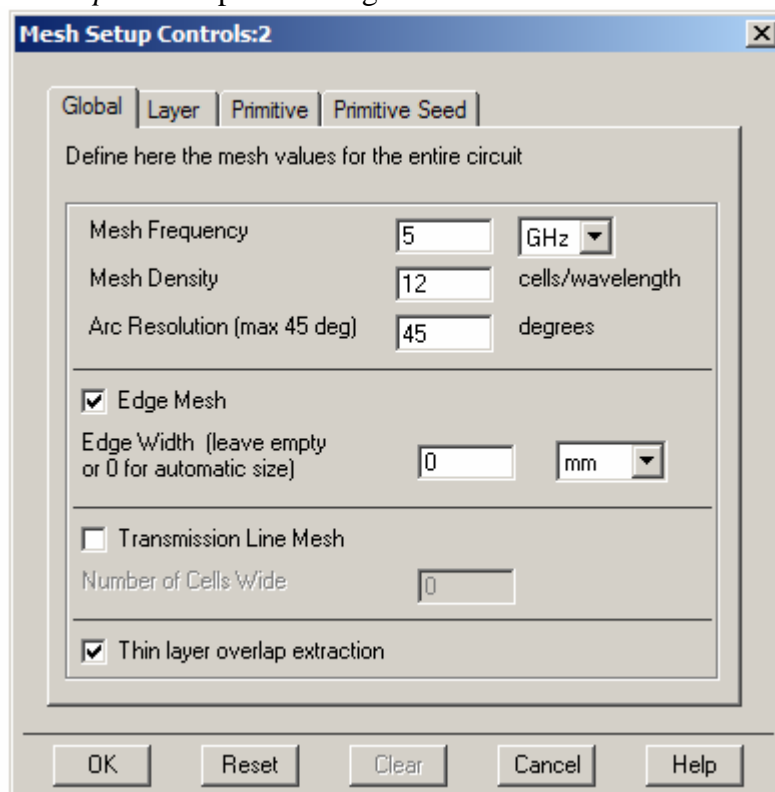 Mesh Setup Controls:2
Global Layer Primitive Primitive Seed
Define here the mesh values for the entire circuit
Mesh Frequency 5 GHz
Mesh Density 12 cells/wavelength
Arc Resolution (max 45 deg) 45 degrees
Edge Mesh
Edge Width (leave empty
or 0 for automatic size) 0 mm
Transmission Line Mesh
Number of Cells Wide 0
Thin layer overlap extraction
OK Reset Clear Cancel Help